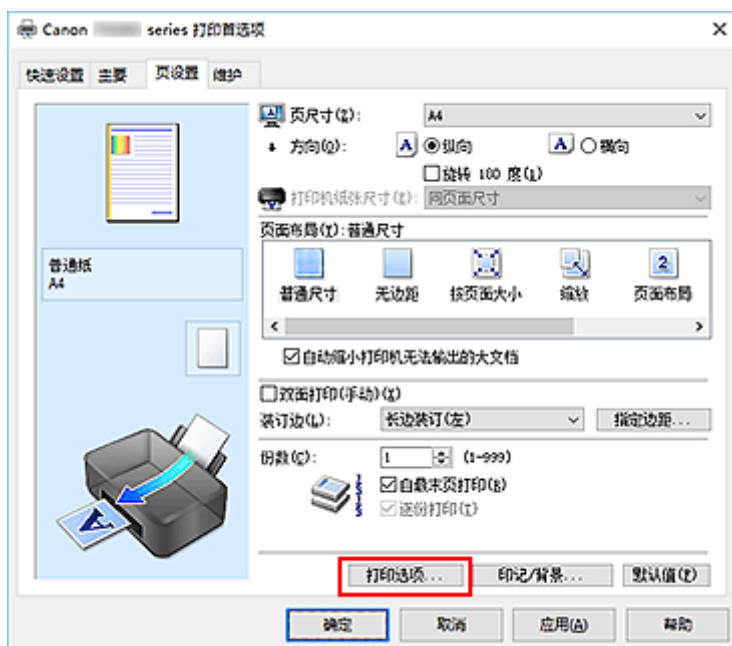 Canon series 打印首选项
快速设置 主要 页设置 维护
页尺寸(Z): A4
方向(O): A 纵向 A 横向
旋转 180 度(1)
打印机纸张尺寸(E): 同页面尺寸
页面布局(Y):普通尺寸
普通尺寸 无边距 按页面大小 缩放 页面布局
自动缩小打印机无法输出的大文档
普通纸
A4
双面打印(手动)(X)
装订边(L): 长边装订(左) 指定边距...
份数(C): 1 (1-999)
自最末页打印(B)
逐份打印(T)
打印选项... 印记/背景... 默认值(F)
确定 取消 应用(A) 帮助